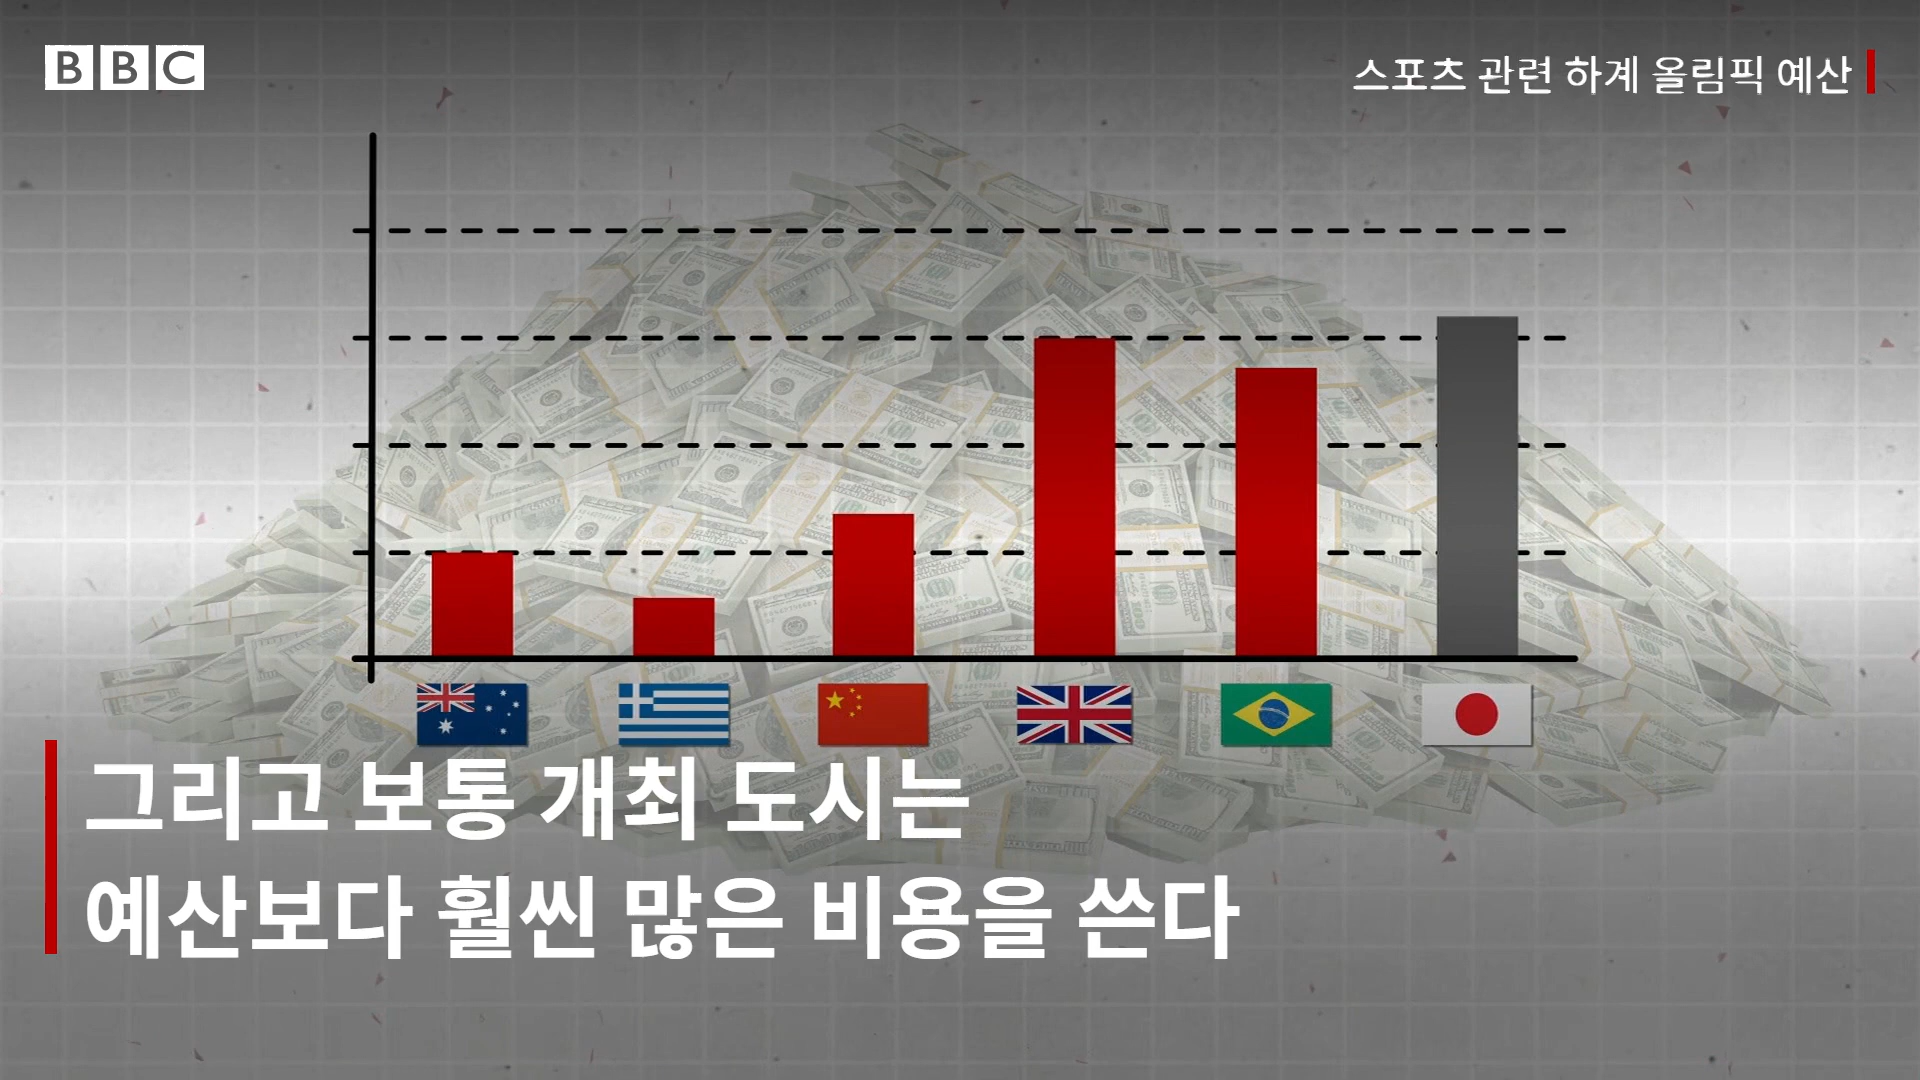 BBC
스포츠 관련 하계 올림픽 예산
그리고 보통 개최 도시는
예산보다 훨씬 많은 비용을 쓴다